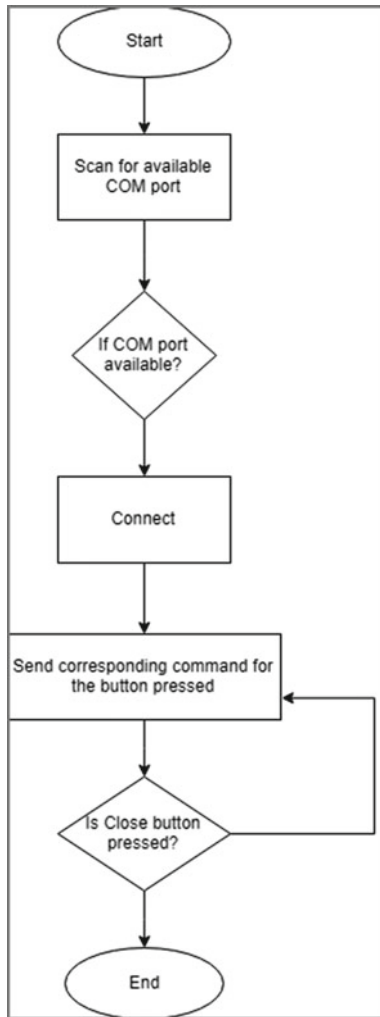 Start
Scan for available
COM port
If COM port
available?
Connect
Send corresponding command for
the button pressed
Is Close button
pressed?
End